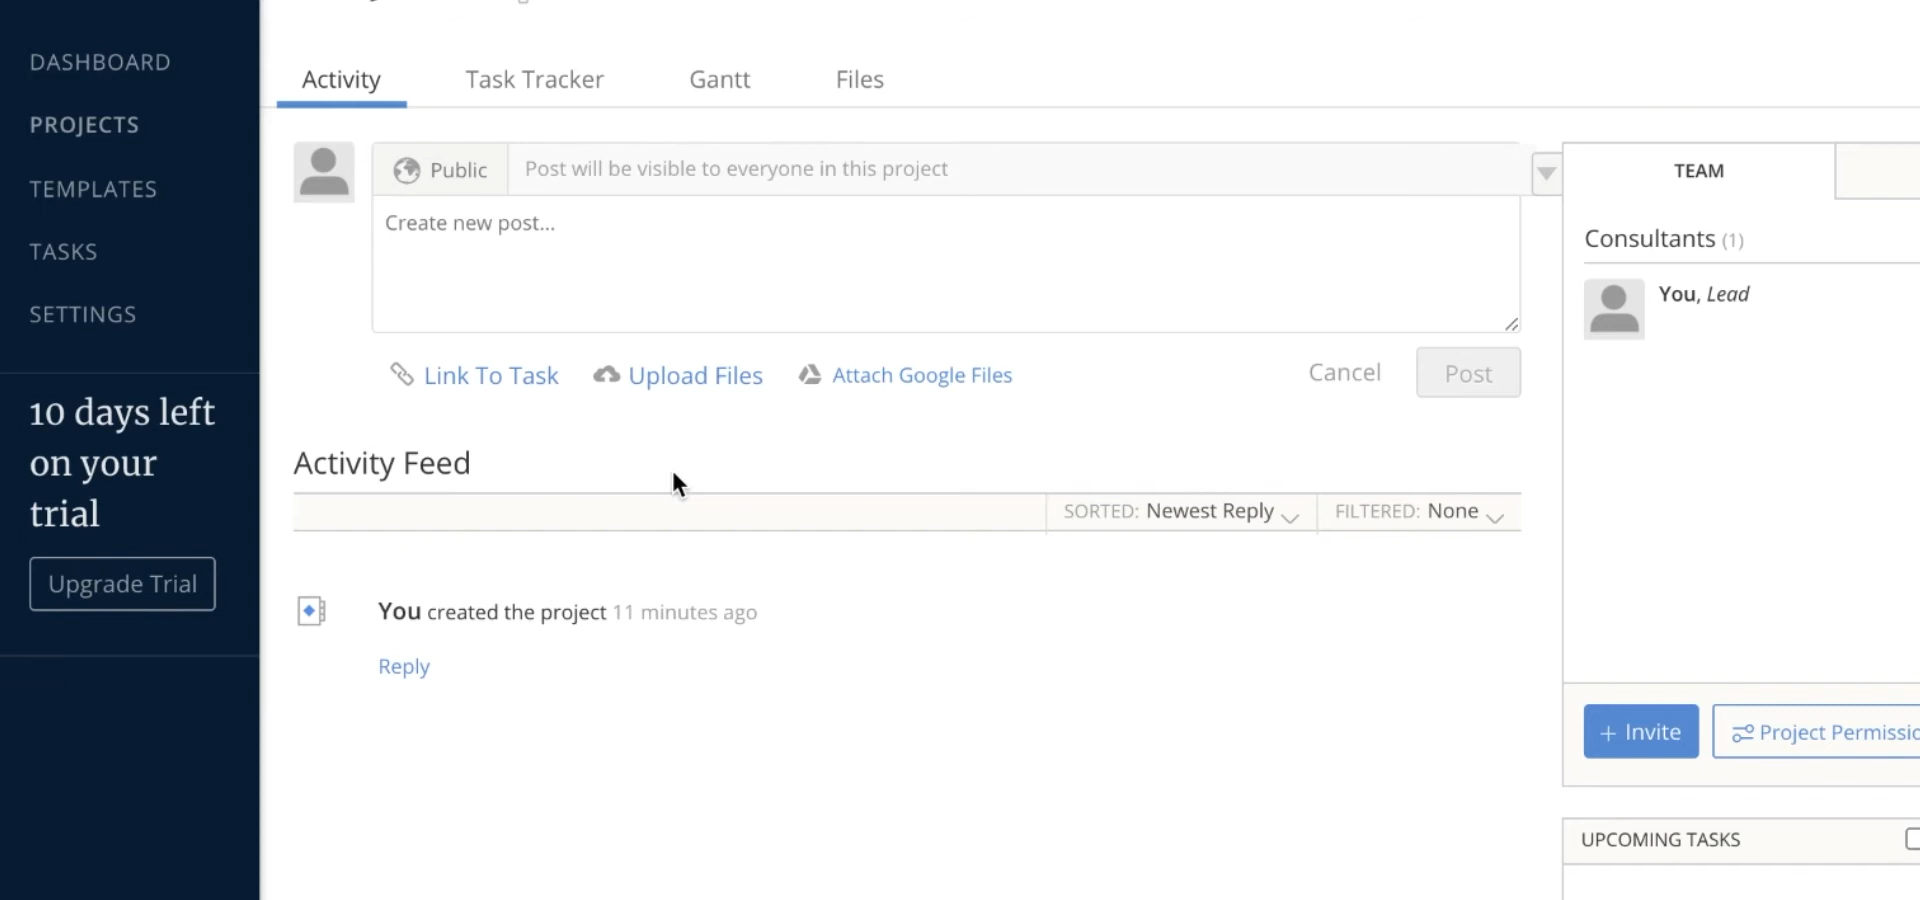 DASHBOARD
PROJECTS
TEMPLATES
TASKS
SETTINGS
10 days left
on your
trial
Upgrade Trial
Activity Task Tracker Gantt Files
Public Post will be visible to everyone in this project
Create new post...
Link To Task Upload Files Attach Google Files Cancel Post
Activity Feed
SORTED: Newest Reply FILTERED: None
You created the project 11 minutes ago
Reply
TEAM
Consultants (1)
You, Lead
+ Invite Project Permissio
UPCOMING TASKS